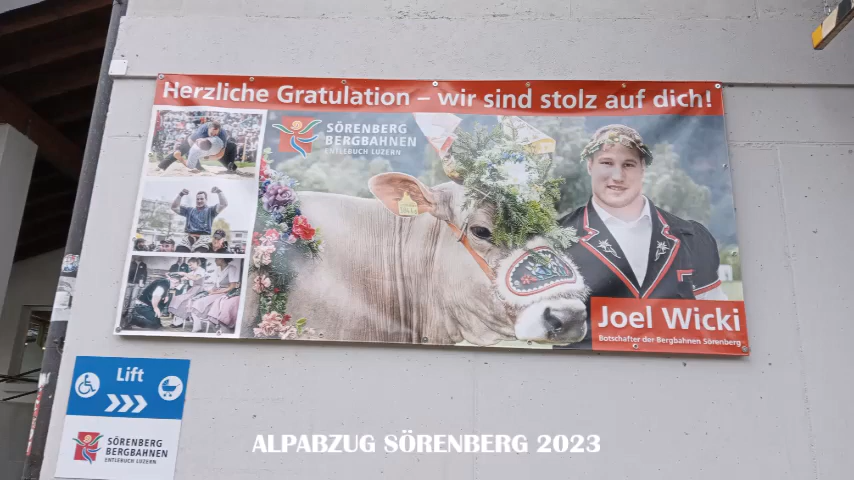 Herzliche Gratulation – wir sind stolz auf dich!
SÖRENBERG
BERGBAHNEN
ENTLEBUCH LUZERN
Joel Wicki
Botschafter der Bergbahnen Sörenberg
Lift
SÖRENBERG
BERGBAHNEN
ENTLEBUCH LUZERN
ALPABZUG SÖRENBERG 2023